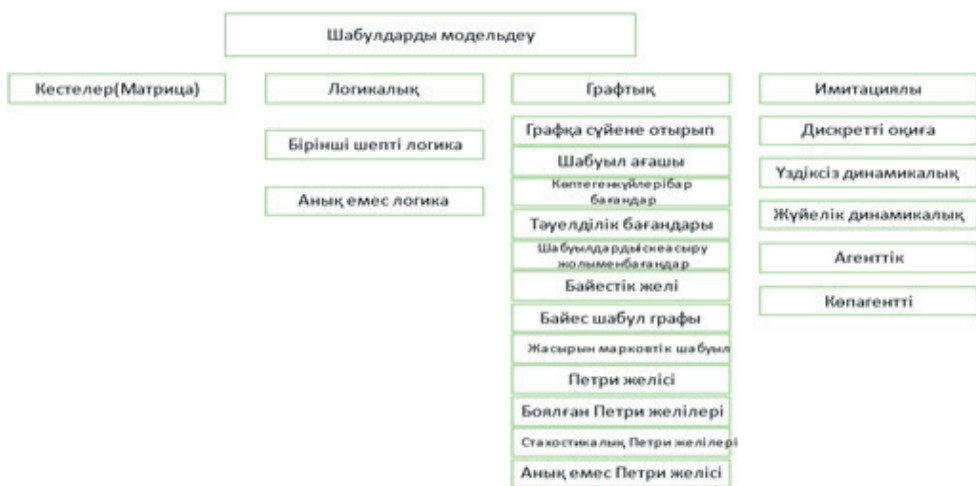 Шабулдарды модельдеу
Кестелер(Матрица)
Логикалық
Бірінші шепті логика
Анық емес логика
Графтық
Графқа сүйене отырып
Шабуыл ағашы
Көптегенкүйлерібар
бағандар
Тәуелділік бағандары
Шабуылдардыіскеасыру
жолыменбағандар
Байестік желі
Байес шабул графы
Жасырын марковтік шабуыл
Петри желісі
Боялған Петри желілері
Стахостикалық Петри желілері
Анық емес Петри желісі
Имитациялы
Дискретті оқиға
Үздіксіз динамикалық
Жүйелік динамикалық
Агенттік
Көпагентті